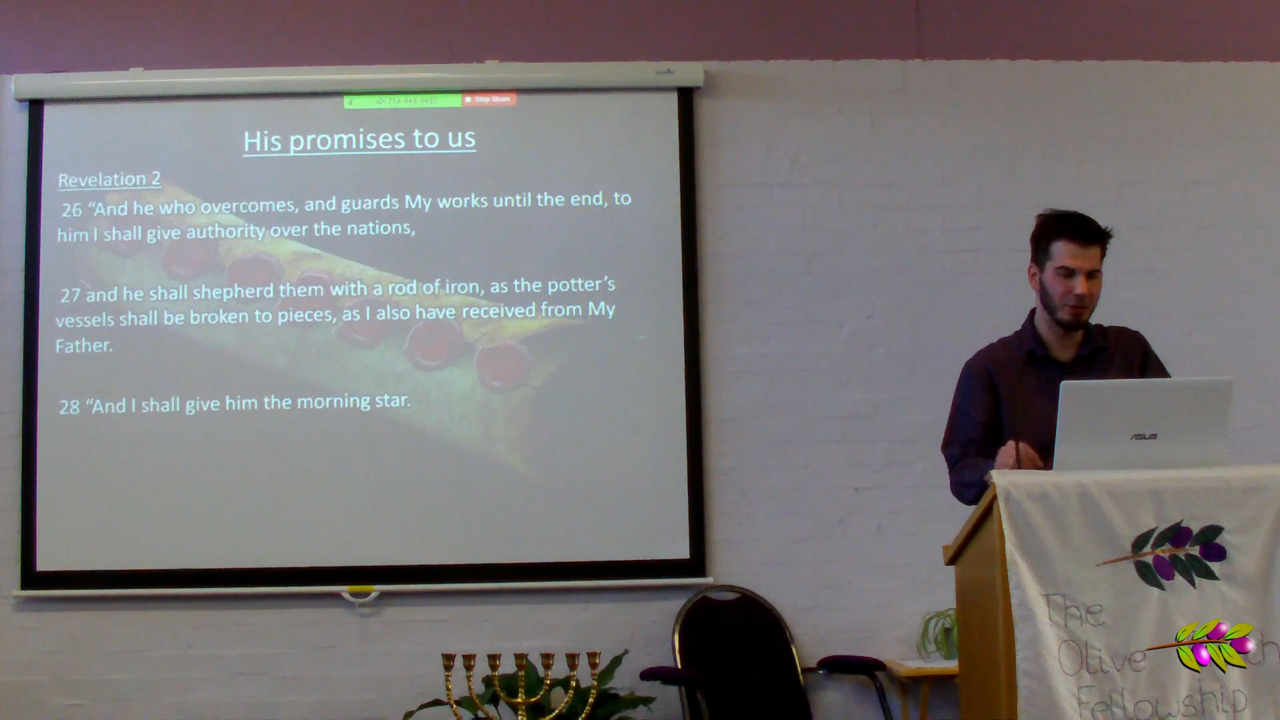 Stop Share
His promises to us
Revelation 2
26 “And he who overcomes, and guards My works until the end, to
him I shall give authority over the nations,
27 and he shall shepherd them with a rod of iron, as the potter’s
vessels shall be broken to pieces, as I also have received from My
Father.
28 “And I shall give him the morning star.
ASUS
The
Olive
Fellowship